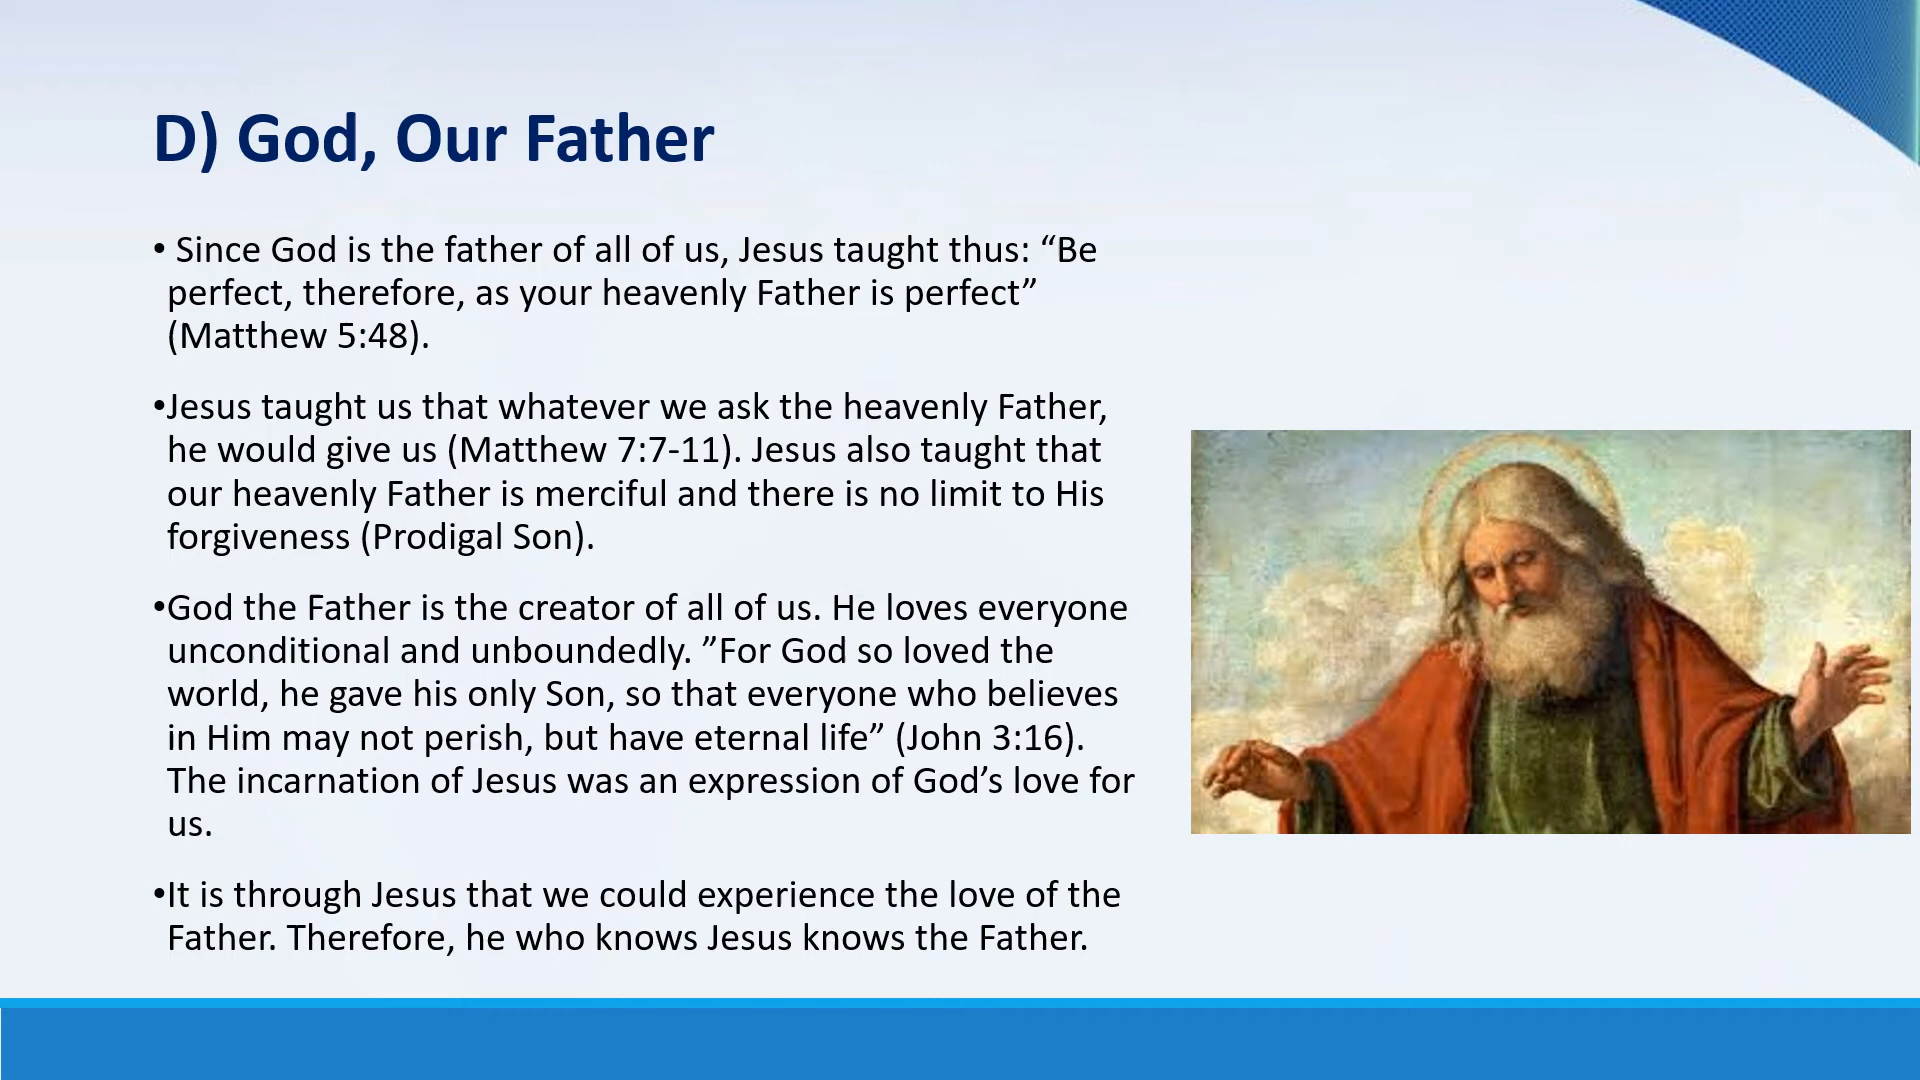 D) God, Our Father
• Since God is the father of all of us, Jesus taught thus: “Be
perfect, therefore, as your heavenly Father is perfect”
(Matthew 5:48).
•Jesus taught us that whatever we ask the heavenly Father,
he would give us (Matthew 7:7-11). Jesus also taught that
our heavenly Father is merciful and there is no limit to His
forgiveness (Prodigal Son).
•God the Father is the creator of all of us. He loves everyone
unconditional and unboundedly. ”For God so loved the
world, he gave his only Son, so that everyone who believes
in Him may not perish, but have eternal life” (John 3:16).
The incarnation of Jesus was an expression of God’s love for
us.
•It is through Jesus that we could experience the love of the
Father. Therefore, he who knows Jesus knows the Father.